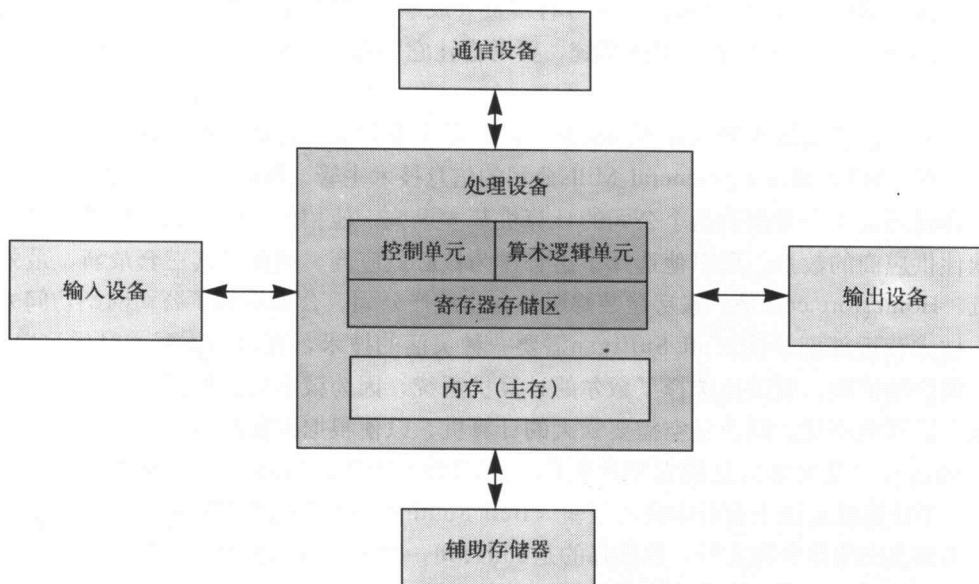 通信设备
处理设备
控制单元 算术逻辑单元
输人设备
寄存器存储区
输出设备
内存（主存）
辅助存储器